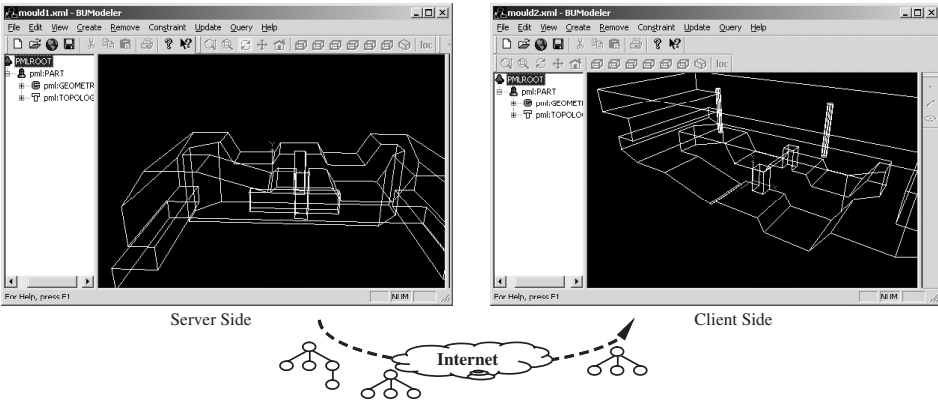 mould1.xml - BUModeler
File Edit View Create Remove Constraint Update Query Help
loc
PMLROOT
pml:PART
pml:GEOMETR
pml:TOPOLOG
For Help, press F1
NUM
mould2.xml - BUModeler
File Edit View Create Remove Constraint Update Query Help
loc
PMLROOT
pml:PART
pml:GEOMETI
pml:TOPOLO
For Help, press F1
NUM
Server Side
Client Side
Internet